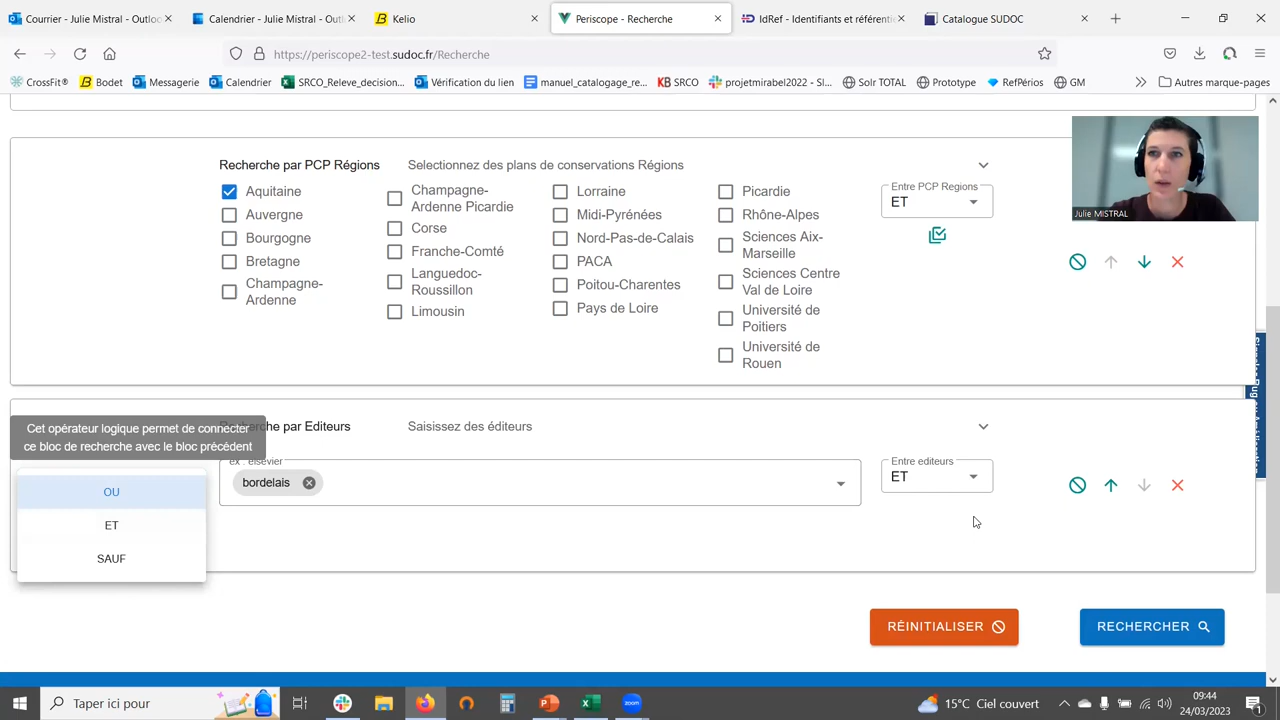 Courrier - Julie Mistral - Outloo
Calendrier - Julie Mistral - Outl
Kelio
Periscope - Recherche
IdRef - Identifiants et référentie
Catalogue SUDOC
https://periscope2-test.sudoc.fr/Recherche
CrossFit®
Bodet
Messagerie
Calendrier
SRCO_Releve_decision...
Vérification du lien
manuel_catalogage_re...
KB SRCO
projetmirabel2022 - Sl...
Solr TOTAL
Prototype
RefPérios
GM
Autres marque-pages
Recherche par PCP Régions
Selectionnez des plans de conservations Régions
Aquitaine
Auvergne
Bourgogne
Bretagne
Champagne-
Ardenne
Champagne-
Ardenne Picardie
Corse
Franche-Comté
Languedoc-
Roussillon
Limousin
Lorraine
Midi-Pyrénées
Nord-Pas-de-Calais
PACA
Poitou-Charentes
Pays de Loire
Picardie
Rhône-Alpes
Sciences Aix-
Marseille
Sciences Centre
Val de Loire
Université de
Poitiers
Université de
Rouen
Entre PCP Regions
ET
Julie MISTRAL
Cet opérateur logique permet de connecter
ce bloc de recherche avec le bloc précédent
OU
ET
SAUF
par Editeurs
Saisissez des éditeurs
ex : elsevier
bordelais
Entre editeurs
ET
RÉINITIALISER
RECHERCHER
Taper ici pour
15°C Ciel couvert
09:44
24/03/2023
1